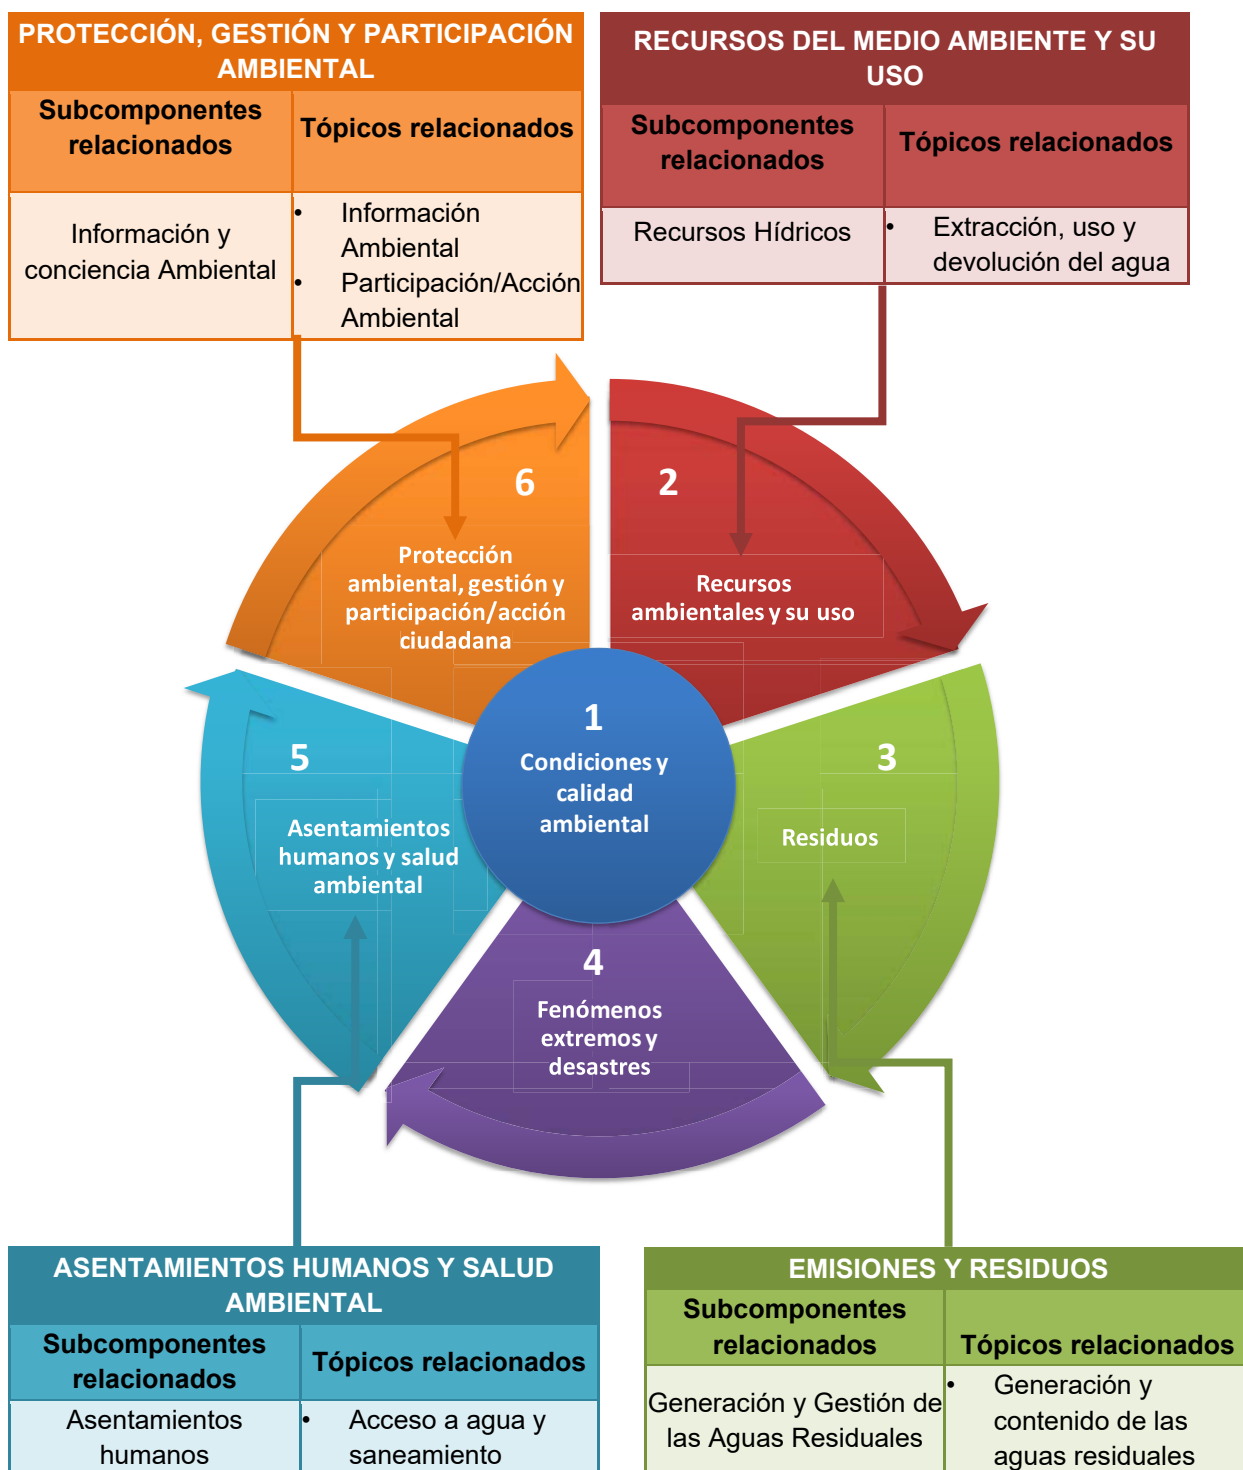 PROTECCIÓN, GESTIÓN Y PARTICIPACIÓN
AMBIENTAL
Subcomponentes
relacionados
Tópicos relacionados
Información y
conciencia Ambiental
• Información
Ambiental
• Participación/Acción
Ambiental
RECURSOS DEL MEDIO AMBIENTE Y SU
USO
Subcomponentes
relacionados
Tópicos relacionados
Recursos Hídricos
• Extracción, uso y
devolución del agua
6
Protección
ambiental, gestión y
participación/acción
ciudadana
2
Recursos
ambientales y su uso
1
Condiciones y
calidad
ambiental
5
Asentamientos
humanos y salud
ambiental
3
Residuos
4
Fenómenos
extremos y
desastres
ASENTAMIENTOS HUMANOS Y SALUD
AMBIENTAL
Subcomponentes
relacionados
Tópicos relacionados
Asentamientos
humanos
• Acceso a agua y
saneamiento
EMISIONES Y RESIDUOS
Subcomponentes
relacionados
Tópicos relacionados
Generación y Gestión de
las Aguas Residuales
• Generación y
contenido de las
aguas residuales